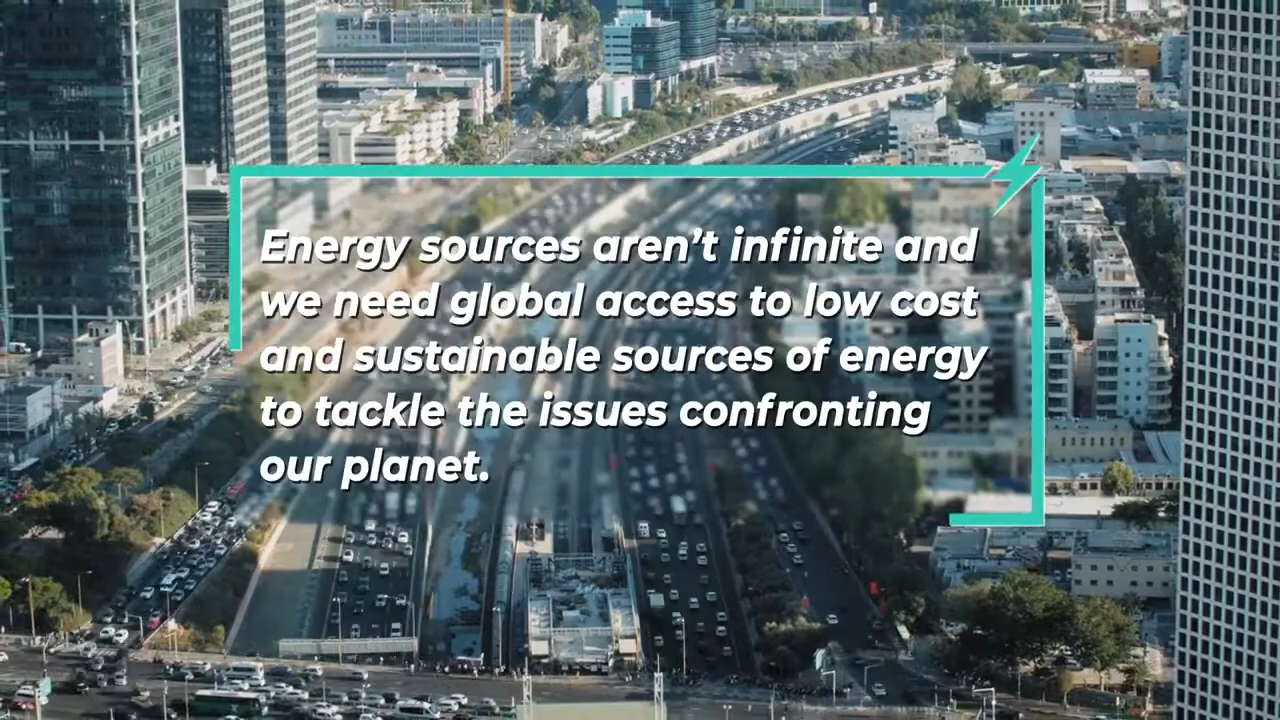 Energy sources aren’t infinite and
we need global access to low cost
and sustainable sources of energy
to tackle the issues confronting
our planet.